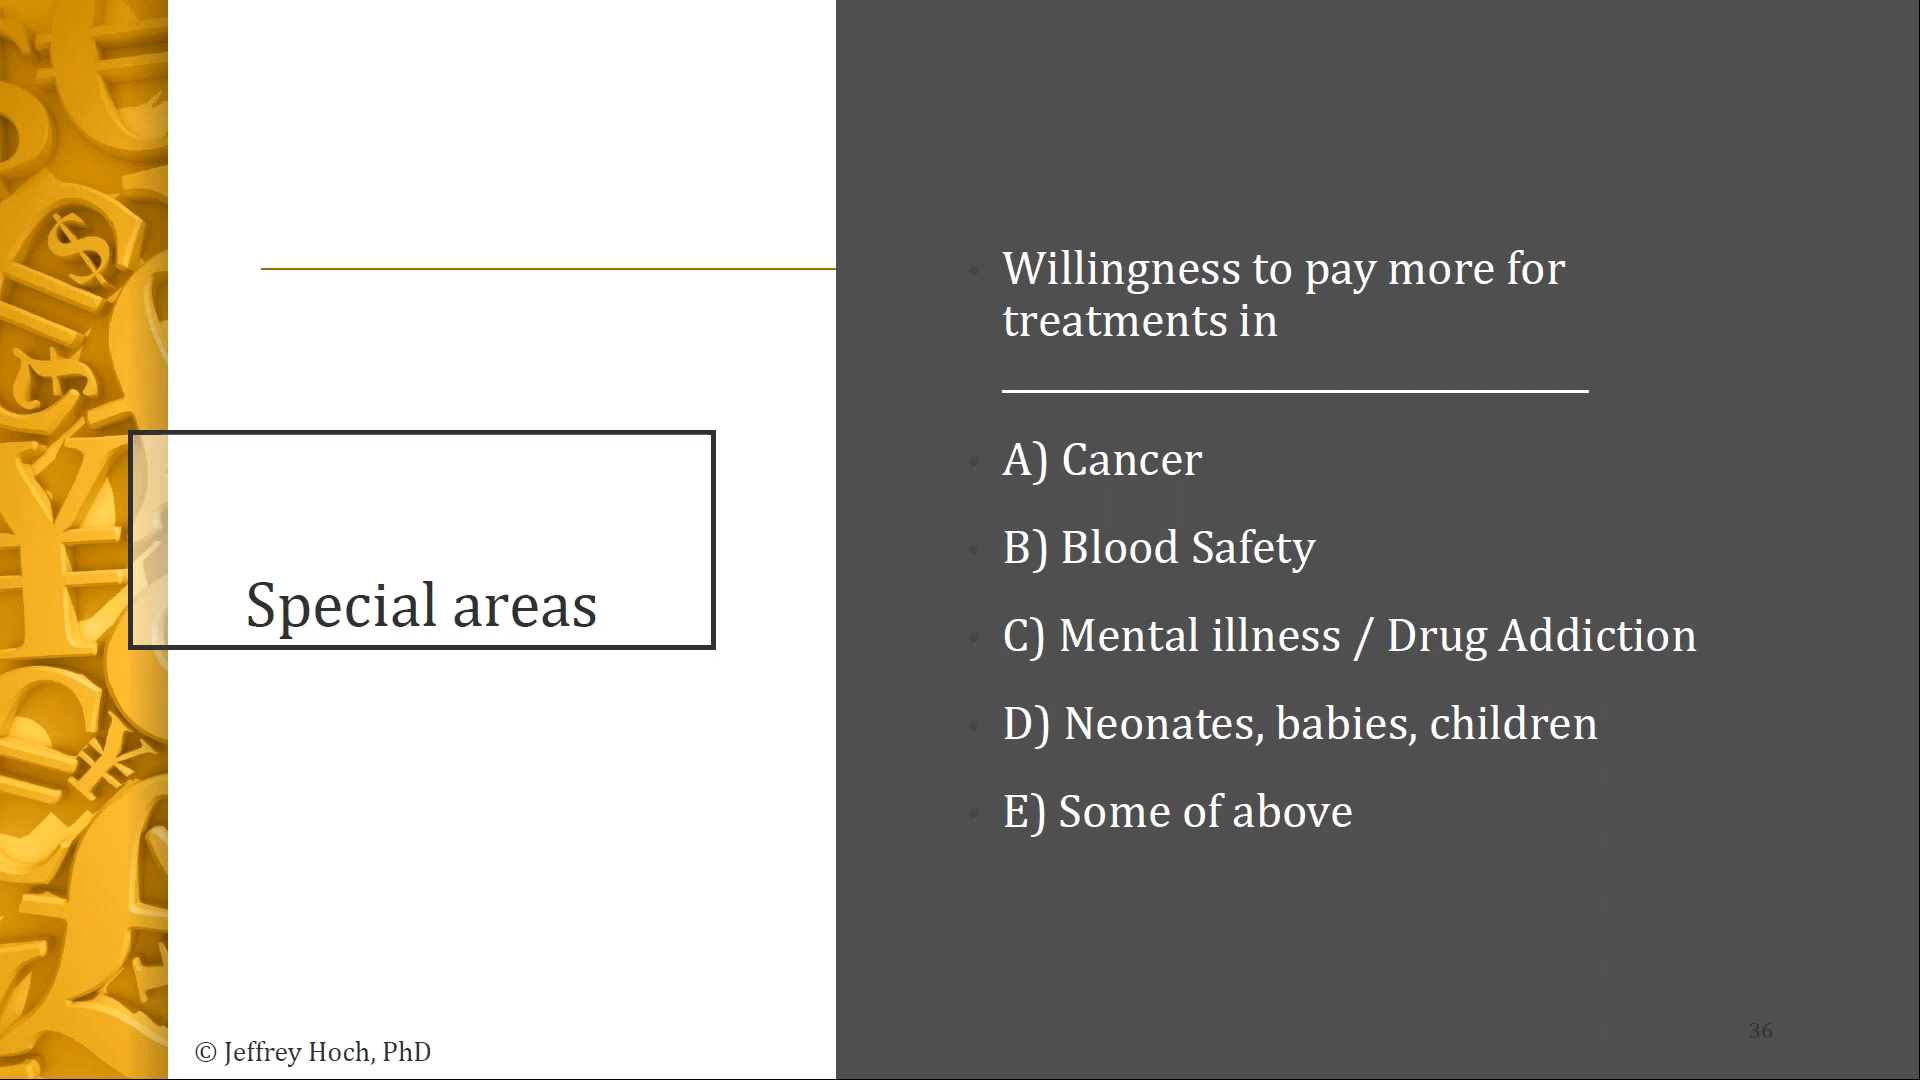 Special areas
© Jeffrey Hoch, PhD
Willingness to pay more for
treatments in
A) Cancer
B) Blood Safety
C) Mental illness / Drug Addiction
D) Neonates, babies, children
E) Some of above
36